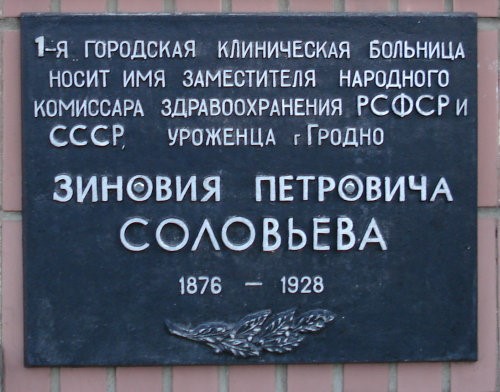 1-я ГОРОДСКАЯ КЛИНИЧЕСКАЯ БОЛЬНИЦА
НОСИТ ИМЯ ЗАМЕСТИТЕЛЯ НАРОДНОГО
КОМИССАРА ЗДРАВООХРАНЕНИЯ РСФСР И
СССР, УРОЖЕНЦА г ГРОДНО
ЗИНОВИЯ ПЕТРОВИЧА
СОЛОВЬЕВА
1876 — 1928